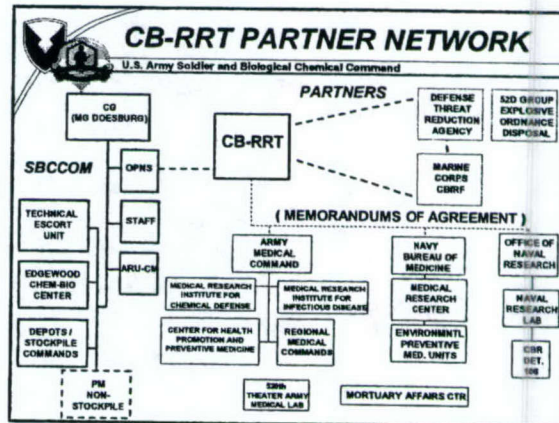 CB-RRT PARTNER NETWORK
U.S. Army Soldier and Biological Chemical Command
CG
(MG DOESBURG)
SBCCOM
OPNS
STAFF
ARU-CM
TECHNICAL
ESCORT
UNIT
EDGEWOOD
CHEM-BIO
CENTER
DEPOTS /
STOCKPILE
COMMANDS
PM
NON-
STOCKPILE
PARTNERS
CB-RRT
DEFENSE
THREAT
REDUCTION
AGENCY
52D GROUP
EXPLOSIVE
ORDNANCE
DISPOSAL
MARINE
CORPS
CBIRF
( MEMORANDUMS OF AGREEMENT )
ARMY
MEDICAL
COMMAND
MEDICAL RESEARCH
INSTITUTE FOR
CHEMICAL DEFENSE
MEDICAL RESEARCH
INSTITUTE FOR
INFECTIOUS DISEASE
CENTER FOR HEALTH
PROMOTION AND
PREVENTIVE MEDICINE
REGIONAL
MEDICAL
COMMANDS
THEATER ARMY
MEDICAL LAB
NAVY
BUREAU OF
MEDICINE
MEDICAL
RESEARCH
CENTER
ENVIRONMNTL
PREVENTIVE
MED. UNITS
MORTUARY AFFAIRS CTR
OFFICE OF
NAVAL
RESEARCH
NAVAL
RESEARCH
LAB
CBR
DET.